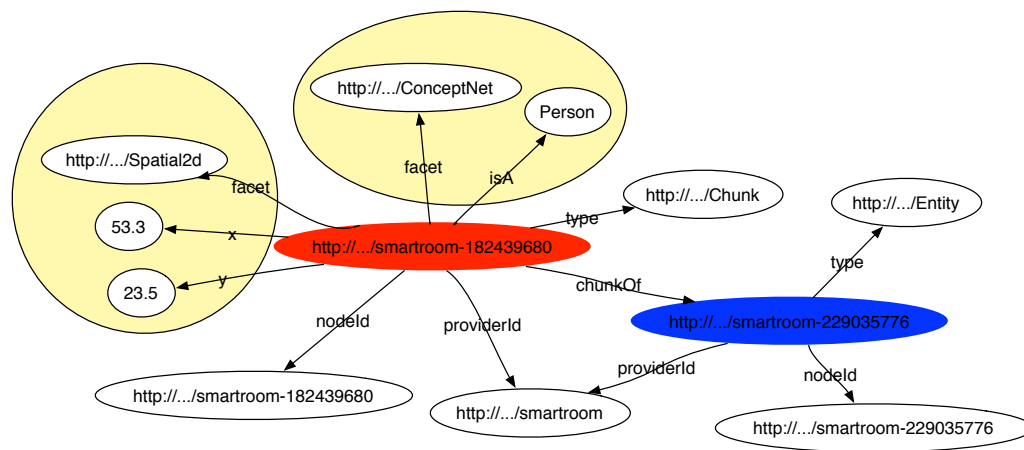 http://.../ConceptNet
Person
http://.../Spatial2d
facet
facet
isA
http://.../Chunk
http://.../Entity
53.3
x
type
http://.../smartroom-182439680
type
23.5
y
chunkOf
nodeId
providerId
http://.../smartroom-229035776
providerId
nodeId
http://.../smartroom-182439680
http://.../smartroom
http://.../smartroom-229035776